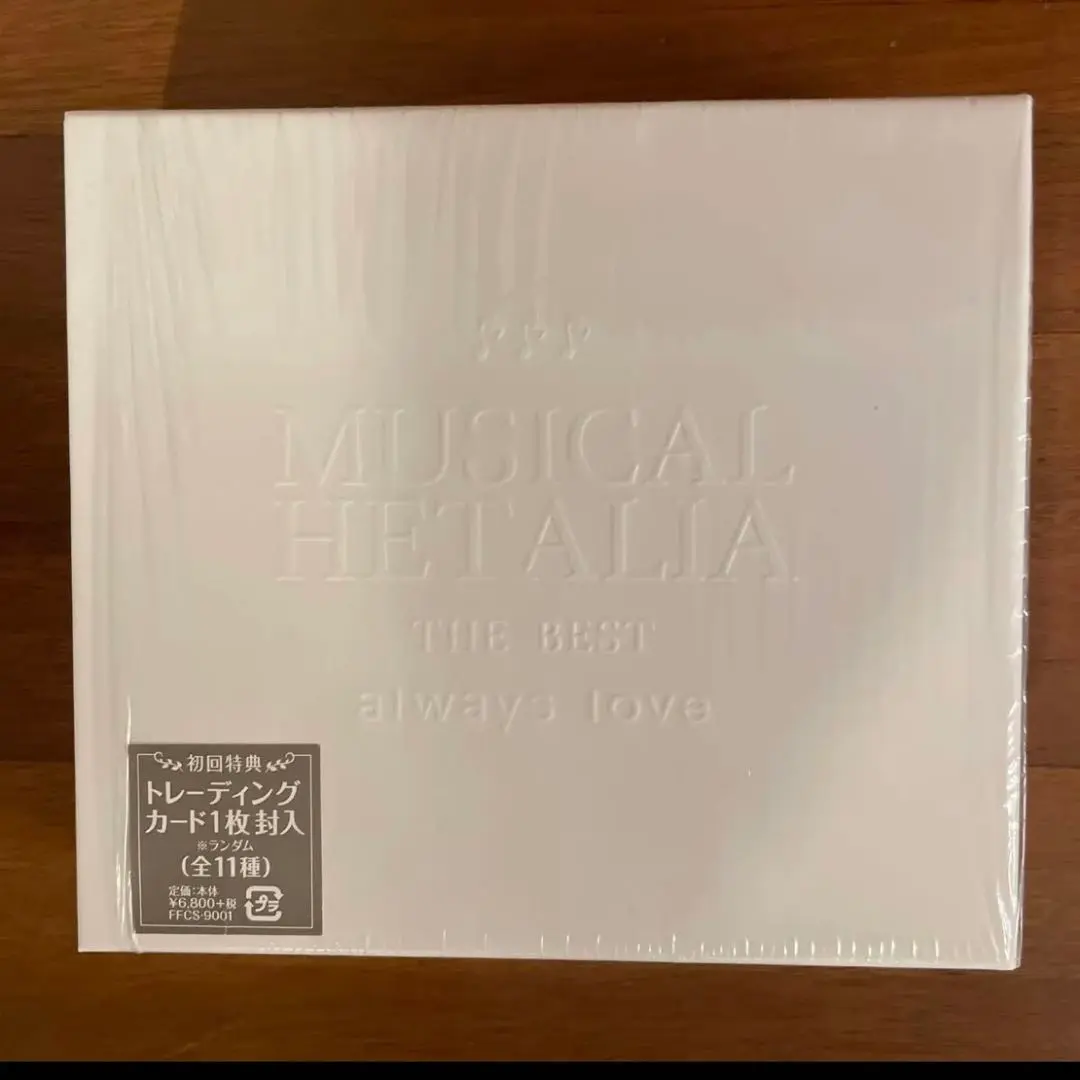 MUSICAL
HETALIA
THE BEST
always love
初回特典
トレーディング
カード1枚封入
※ランダム
(全11種)
定価:本体
¥6,800+税
FFCS-9001
プラ